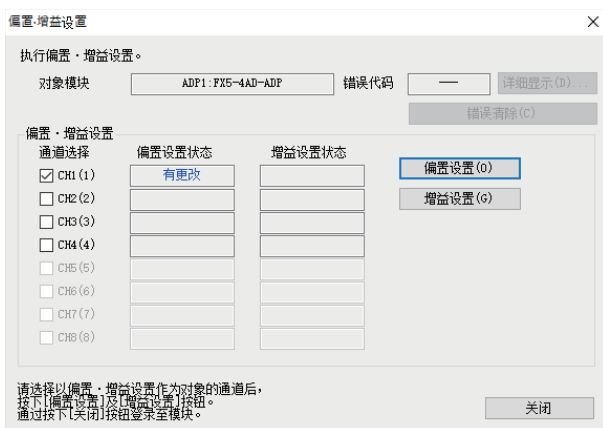 偏置·增益设置
执行偏置·增益设置。
对象模块 ADP1:FX5-4AD-ADP 错误代码 — 详细显示(D)...
错误清除(C)
偏置·增益设置
通道选择 偏置设置状态 增益设置状态
CH1(1) 有更改 偏置设置(O)
CH2(2) 增益设置(G)
CH3(3)
CH4(4)
CH5(5)
CH6(6)
CH7(7)
CH8(8)
请选择以偏置·增益设置作为对象的通道后,
按下[偏置设置]及[增益设置]按钮。
通过按下[关闭]按钮登录至模块。
关闭